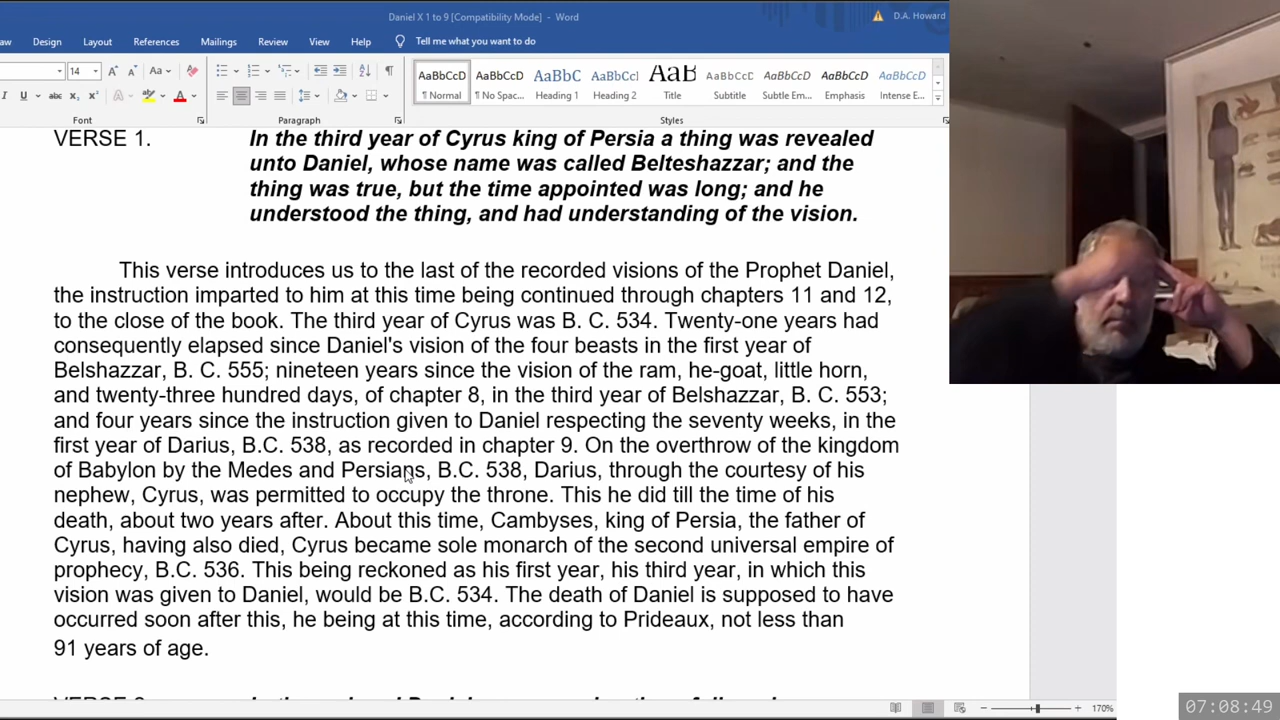 Daniel X 1 to 9 [Compatibility Mode] - Word
D.A. Howard
aw Design Layout References Mailings Review View Help Tell me what you want to do
14
AaBbCcD AaBbCcD AaBbC AaBbCcI AaB AaBbCcD AaBbCcD AaBbCcD AaBbCcD
¶ Normal ¶ No Spac... Heading 1 Heading 2 Title Subtitle Subtle Em... Emphasis Intense E...
Font Paragraph Styles
VERSE 1. In the third year of Cyrus king of Persia a thing was revealed
unto Daniel, whose name was called Belteshazzar; and the
thing was true, but the time appointed was long; and he
understood the thing, and had understanding of the vision.
This verse introduces us to the last of the recorded visions of the Prophet Daniel,
the instruction imparted to him at this time being continued through chapters 11 and 12,
to the close of the book. The third year of Cyrus was B. C. 534. Twenty-one years had
consequently elapsed since Daniel's vision of the four beasts in the first year of
Belshazzar, B. C. 555; nineteen years since the vision of the ram, he-goat, little horn,
and twenty-three hundred days, of chapter 8, in the third year of Belshazzar, B. C. 553;
and four years since the instruction given to Daniel respecting the seventy weeks, in the
first year of Darius, B.C. 538, as recorded in chapter 9. On the overthrow of the kingdom
of Babylon by the Medes and Persians, B.C. 538, Darius, through the courtesy of his
nephew, Cyrus, was permitted to occupy the throne. This he did till the time of his
death, about two years after. About this time, Cambyses, king of Persia, the father of
Cyrus, having also died, Cyrus became sole monarch of the second universal empire of
prophecy, B.C. 536. This being reckoned as his first year, his third year, in which this
vision was given to Daniel, would be B.C. 534. The death of Daniel is supposed to have
occurred soon after this, he being at this time, according to Prideaux, not less than
91 years of age.
170%
07:08:49